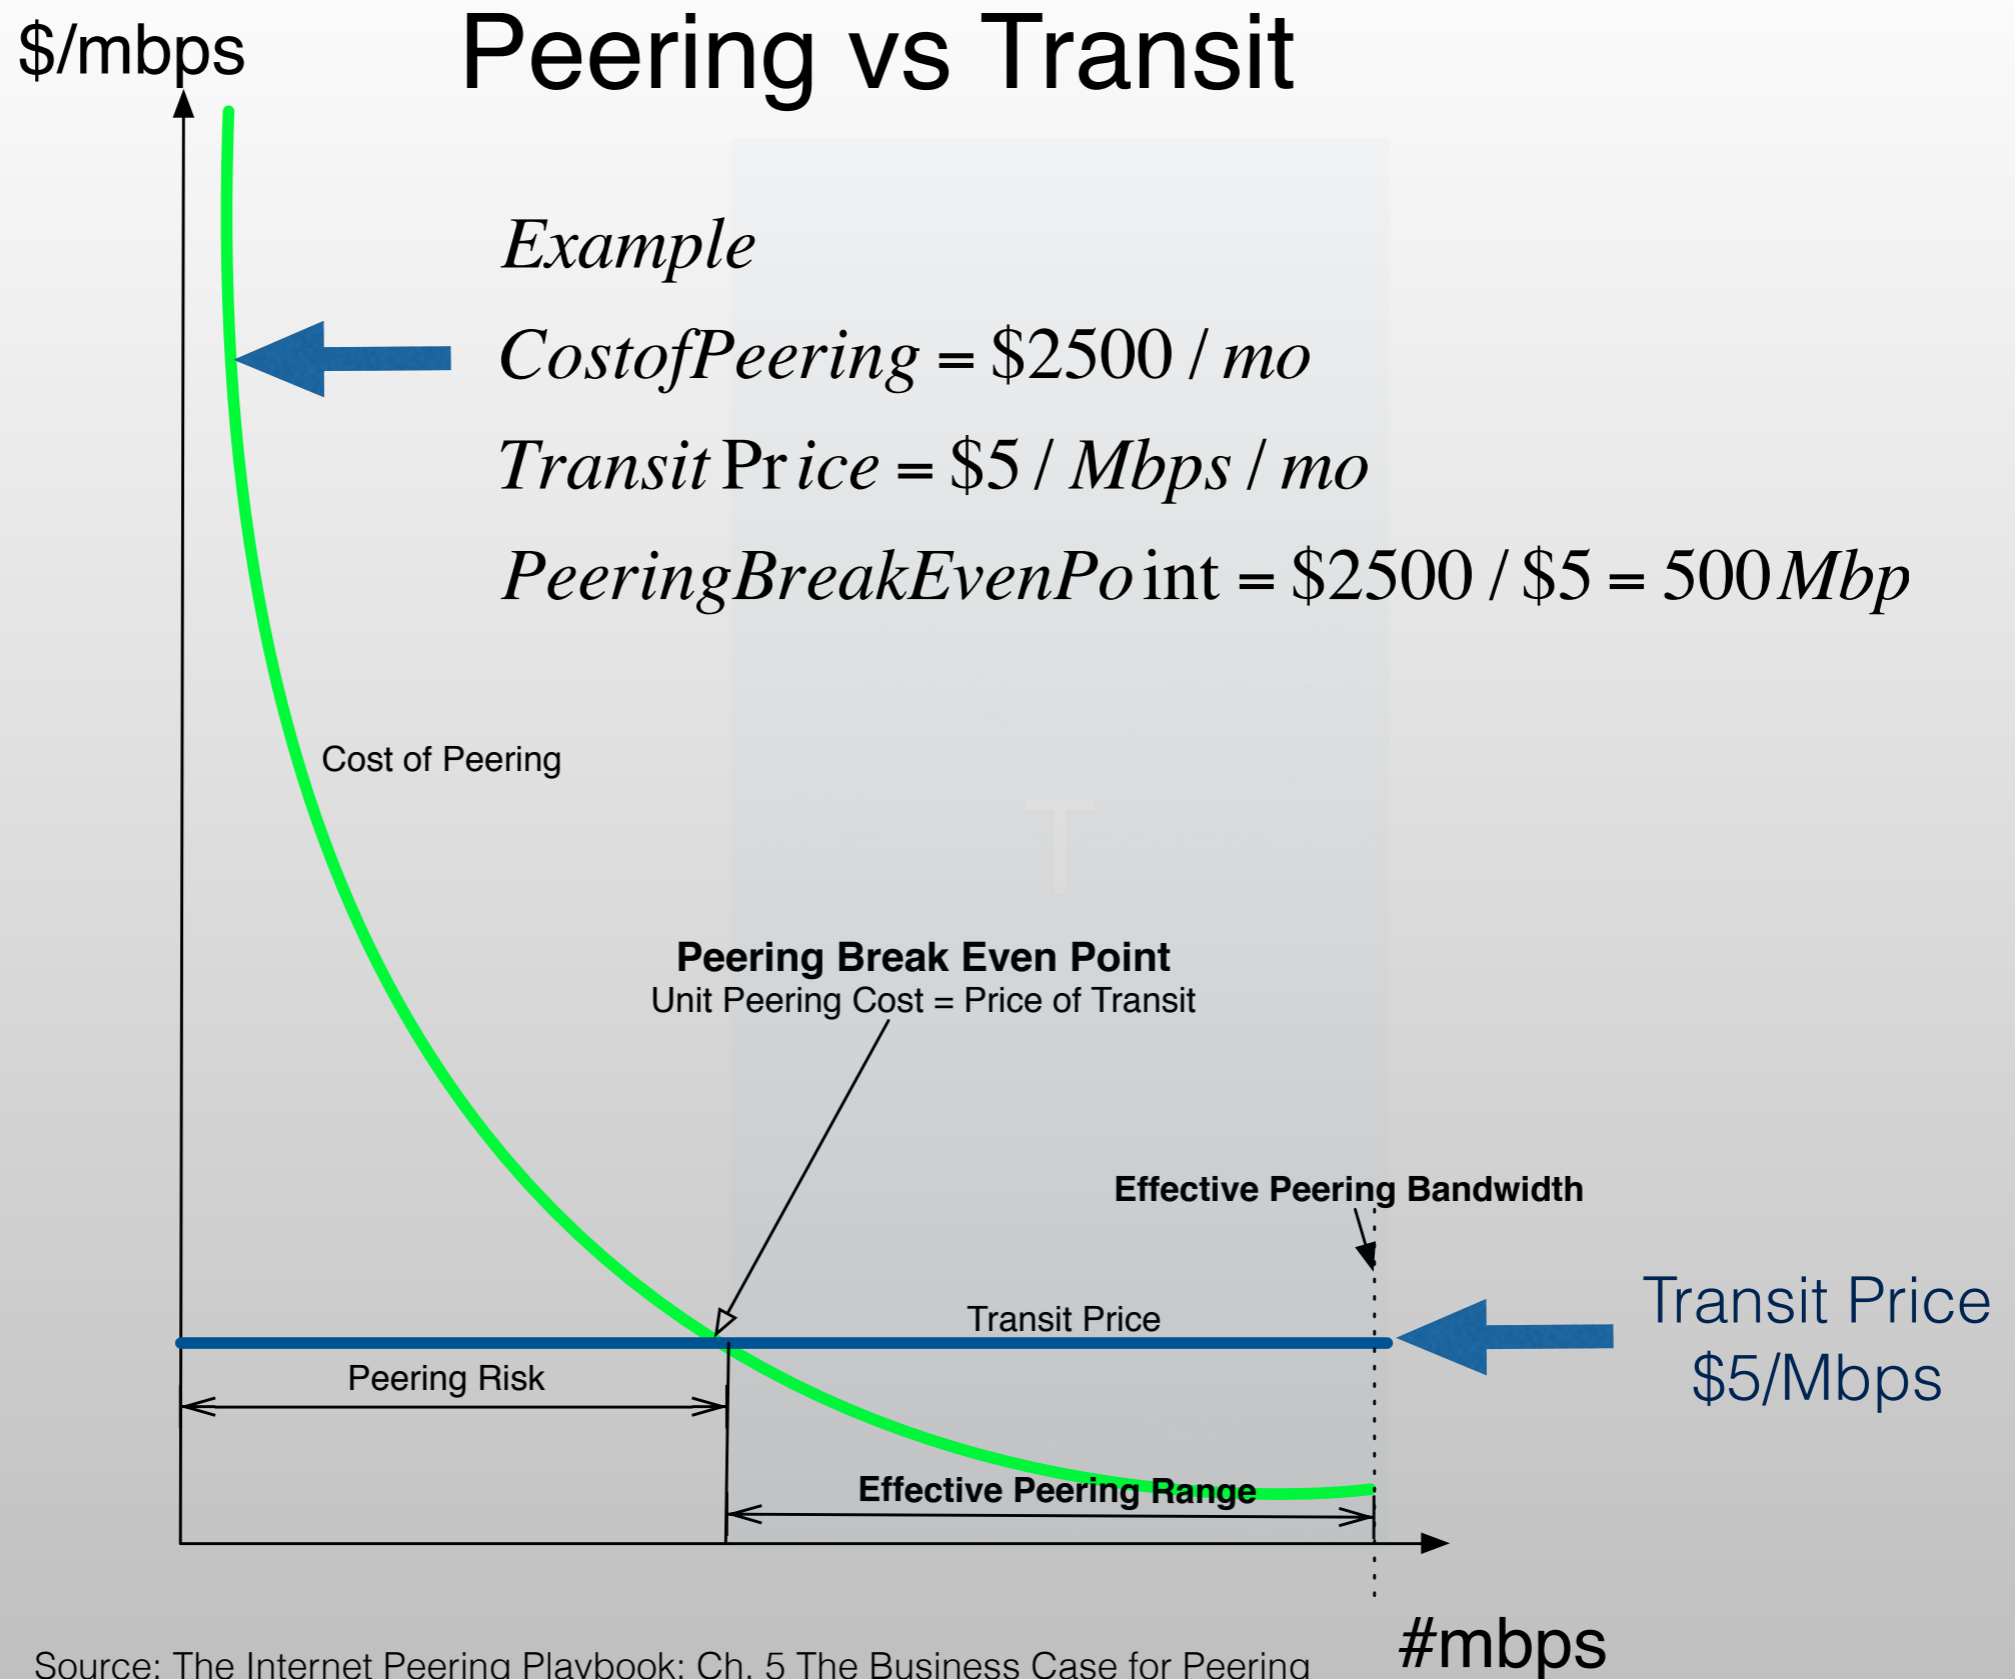 $/mbps
Peering vs Transit
Example
CostofPeering = $2500 / mo
Transit Price = $5 / Mbps / mo
PeeringBreakEvenPoint = $2500 / $5 = 500Mbp
Cost of Peering
T
Peering Break Even Point
Unit Peering Cost = Price of Transit
Effective Peering Bandwidth
Transit Price
Transit Price
$5/Mbps
Peering Risk
Effective Peering Range
#mbps
Source: The Internet Peering Playbook: Ch. 5 The Business Case for Peering